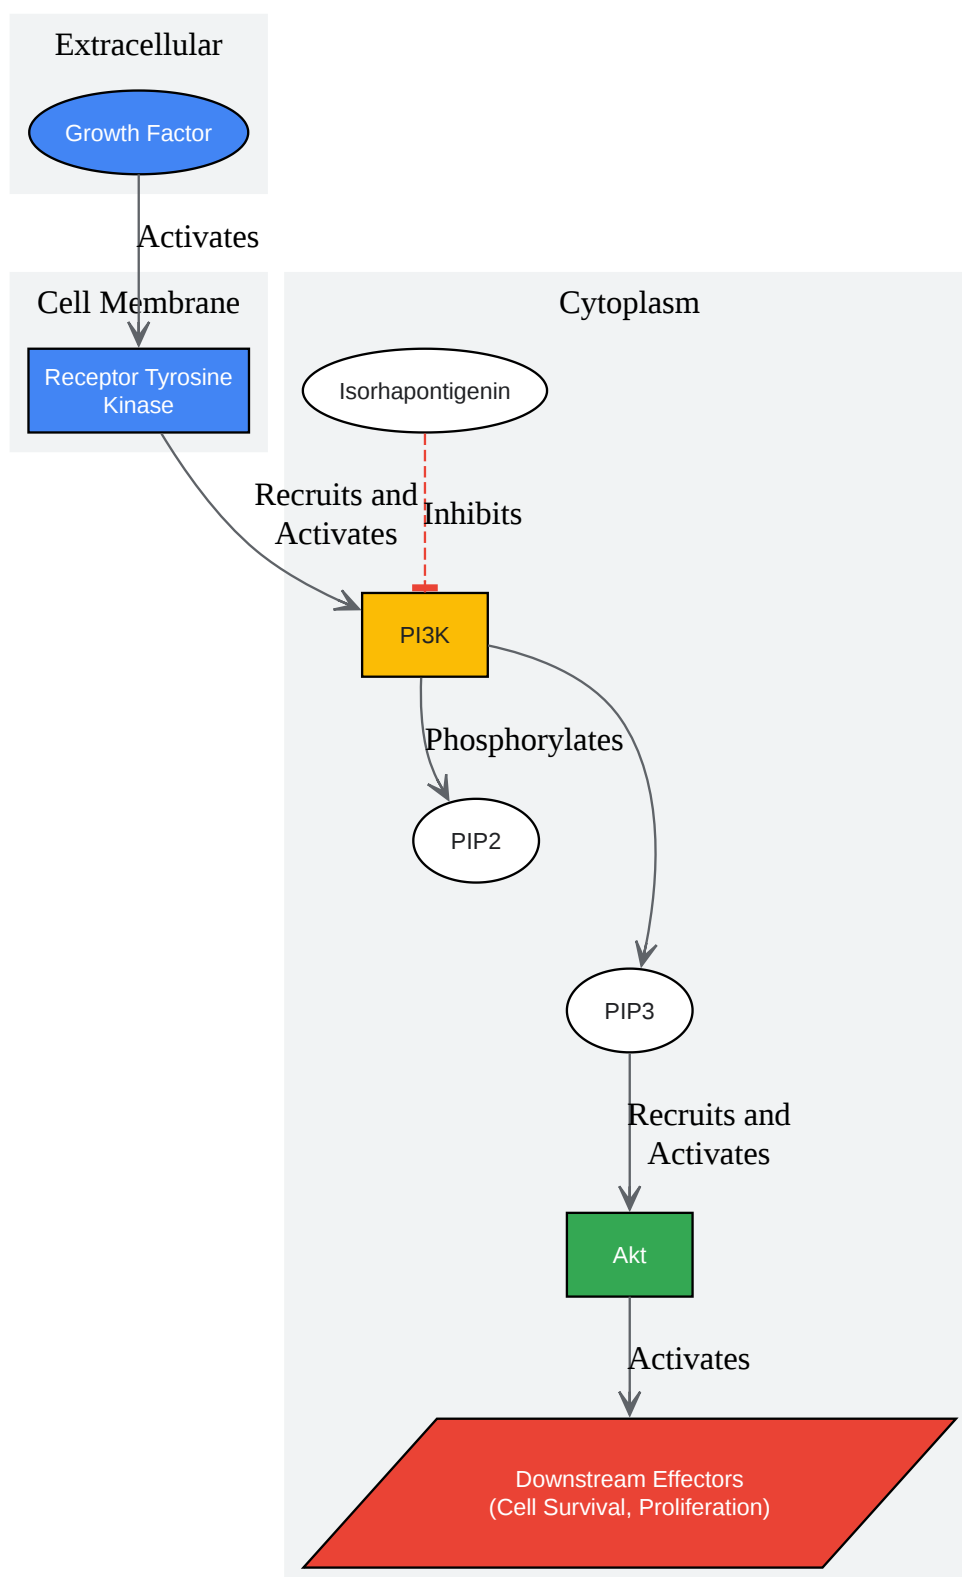 Extracellular
Growth Factor
Activates
Cell Membrane
Cytoplasm
Receptor Tyrosine
Kinase
Isorhapontigenin
Recruits and
Activates
Inhibits
PI3K
Phosphorylates
PIP2
PIP3
Recruits and
Activates
Akt
Activates
Downstream Effectors
(Cell Survival, Proliferation)